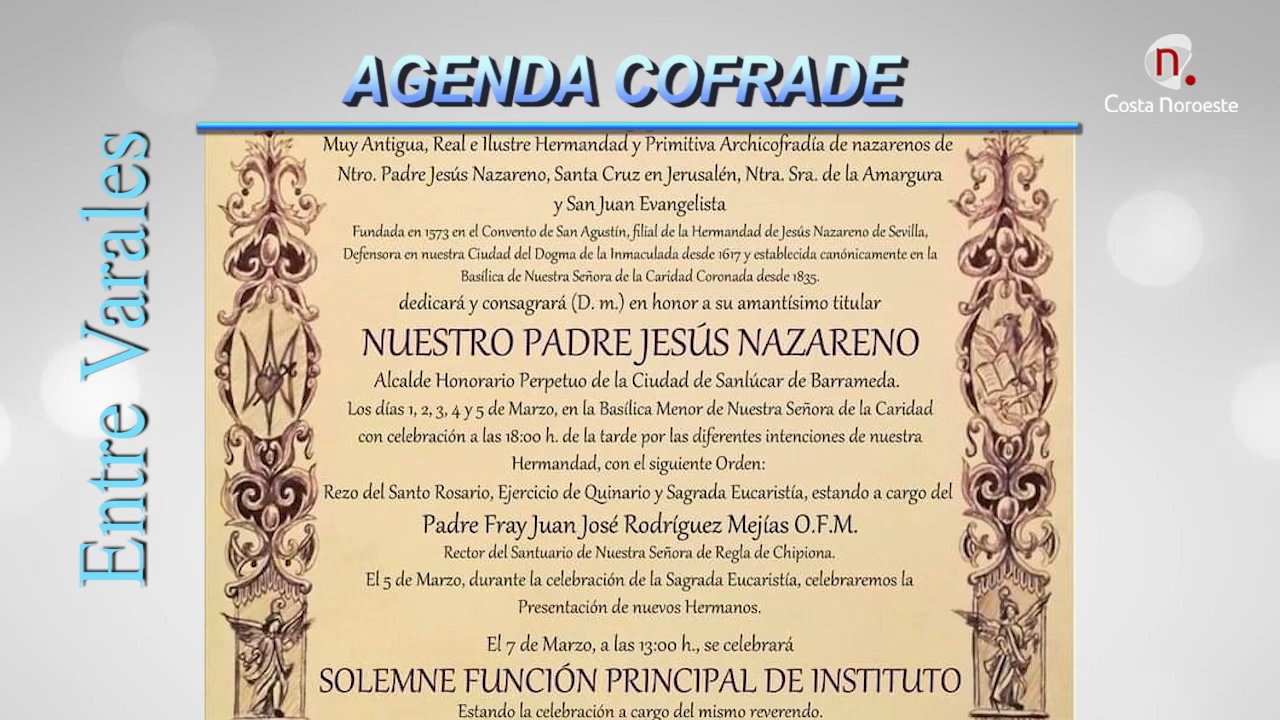 AGENDA COFRADE
n.
Costa Noroeste
Entre Varales
Muy Antigua, Real e Ilustre Hermandad y Primitiva Archicofradía de nazarenos de
Ntro. Padre Jesús Nazareno, Santa Cruz en Jerusalén, Ntra. Sra. de la Amargura
y San Juan Evangelista
Fundada en 1573 en el Convento de San Agustín, filial de la Hermandad de Jesús Nazareno de Sevilla,
Defensora en nuestra Ciudad del Dogma de la Inmaculada desde 1617 y establecida canónicamente en la
Basílica de Nuestra Señora de la Caridad Coronada desde 1835.
dedicará y consagrará (D. m.) en honor a su amantísimo titular
NUESTRO PADRE JESÚS NAZARENO
Alcalde Honorario Perpetuo de la Ciudad de Sanlúcar de Barrameda.
Los días 1, 2, 3, 4 y 5 de Marzo, en la Basílica Menor de Nuestra Señora de la Caridad
con celebración a las 18:00 h. de la tarde por las diferentes intenciones de nuestra
Hermandad, con el siguiente Orden:
Rezo del Santo Rosario, Ejercicio de Quinario y Sagrada Eucaristía, estando a cargo del
Padre Fray Juan José Rodríguez Mejías O.F.M.
Rector del Santuario de Nuestra Señora de Regla de Chipiona.
El 5 de Marzo, durante la celebración de la Sagrada Eucaristía, celebraremos la
Presentación de nuevos Hermanos.
El 7 de Marzo, a las 13:00 h., se celebrará
SOLEMNE FUNCIÓN PRINCIPAL DE INSTITUTO
Estando la celebración a cargo del mismo reverendo.